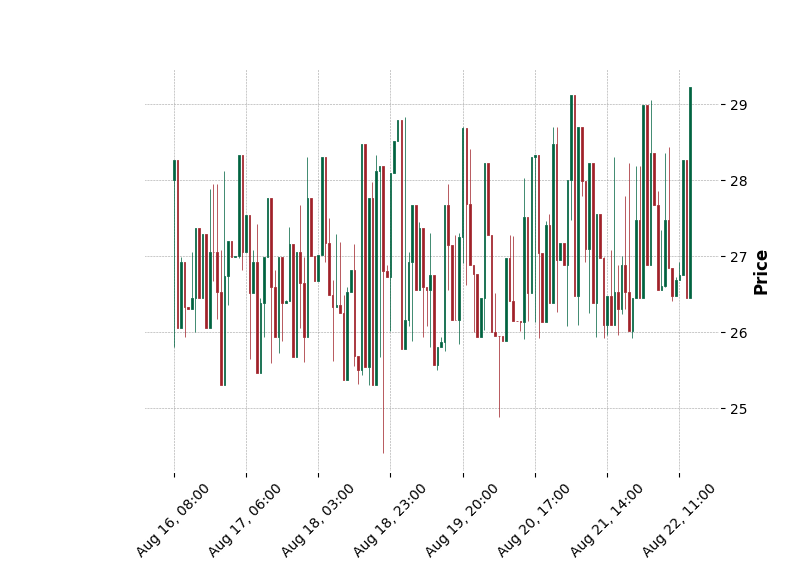 29
28
27
26
25
Price
Aug 16, 08:00
Aug 17, 06:00
Aug 18, 03:00
Aug 18, 23:00
Aug 19, 20:00
Aug 20, 17:00
Aug 21, 14:00
Aug 22, 11:00